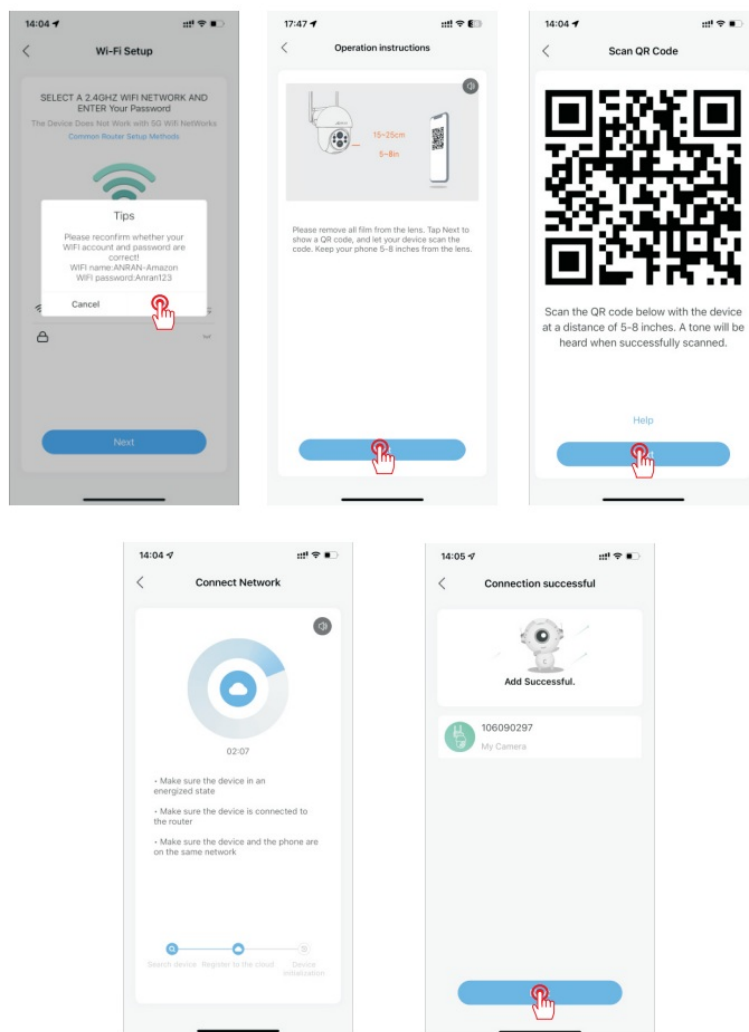 14:04
Wi-Fi Setup
SELECT A 2.4GHZ WIFI NETWORK AND
ENTER Your Password
The Device Does Not Work with 5G Wifi NetWorks
Common Router Setup Methods
Tips
Please reconfirm whether your
WIFI account and password are
correct!
WIFI name:ANRAN-Amazon
WIFI password:Anran123
Cancel
Next
17:47
Operation instructions
15-25cm
5-8in
Please remove all film from the lens. Tap Next to
show a QR code, and let your device scan the
code. Keep your phone 5-8 inches from the lens.
14:04
Scan QR Code
Scan the QR code below with the device
at a distance of 5-8 inches. A tone will be
heard when successfully scanned.
Help
14:04
Connect Network
02:07
- Make sure the device in an
energized state
- Make sure the device is connected to
the router
- Make sure the device and the phone are
on the same network
Search device
Register to the cloud
Device
initialization
14:05
Connection successful
Add Successful.
106090297
My Camera